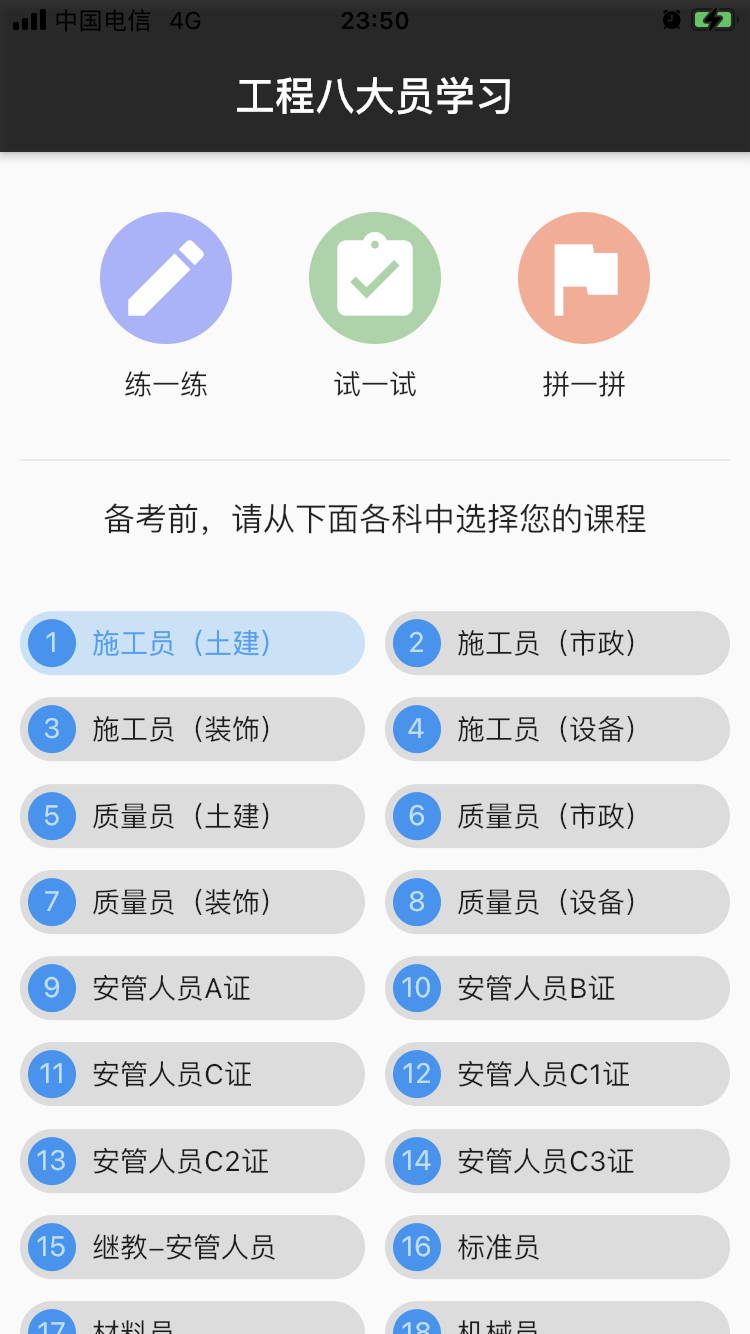 中国电信 4G 23:50
工程八大员学习
练一练 试一试 拼一拼
备考前，请从下面各科中选择您的课程
1 施工员（土建） 2 施工员（市政）
3 施工员（装饰） 4 施工员（设备）
5 质量员（土建） 6 质量员（市政）
7 质量员（装饰） 8 质量员（设备）
9 安管人员A证 10 安管人员B证
11 安管人员C证 12 安管人员C1证
13 安管人员C2证 14 安管人员C3证
15 继教–安管人员 16 标准员
17 材料员 18 机械员